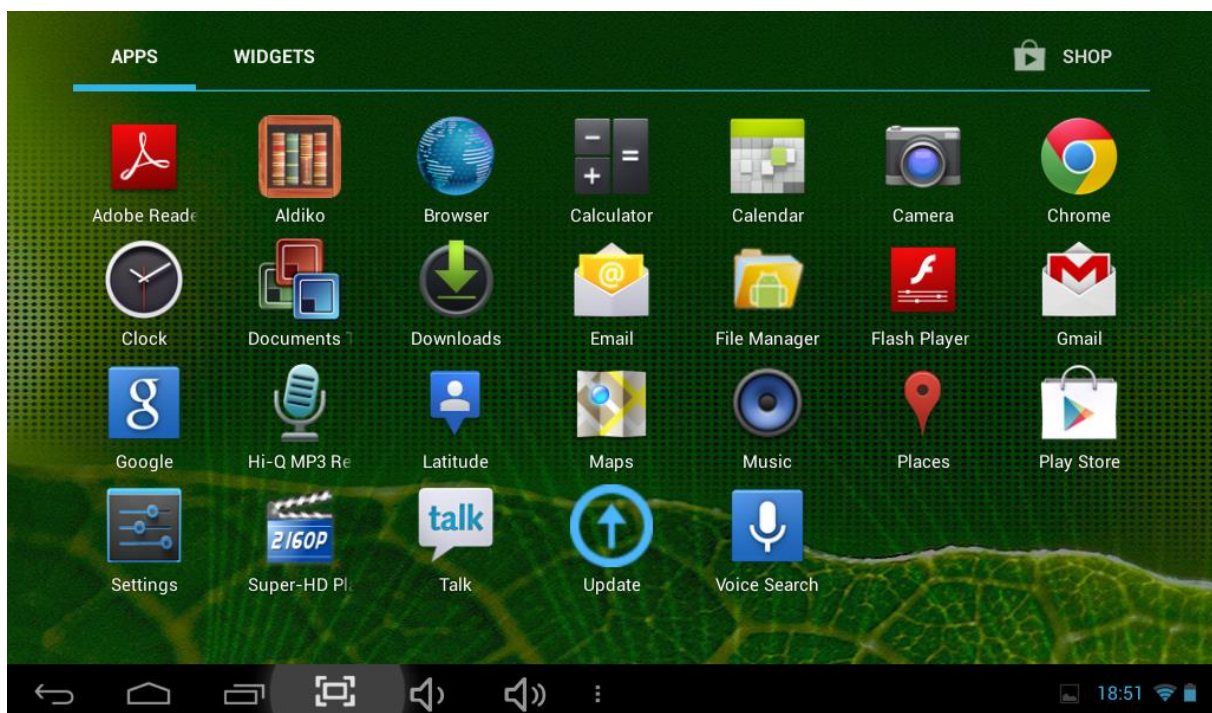 APPS WIDGETS SHOP
Adobe Reade Aldiko Browser Calculator Calendar Camera Chrome
Clock Documents T Downloads Email File Manager Flash Player Gmail
g
Google Hi-Q MP3 Re Latitude Maps Music Places Play Store
2160P talk
Settings Super-HD Pla Talk Update Voice Search
18:51